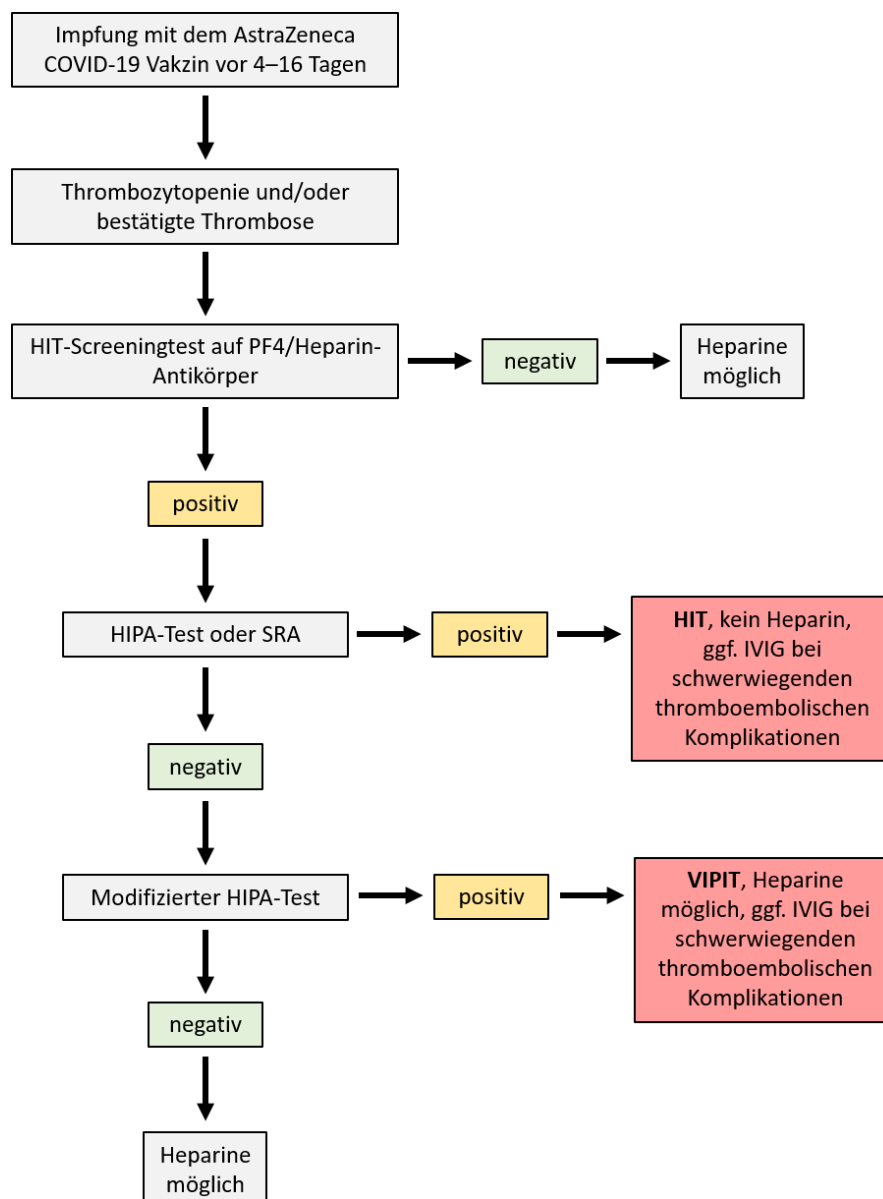 Impfung mit dem AstraZeneca
COVID-19 Vakzin vor 4–16 Tagen
Thrombozytopenie und/oder
bestätigte Thrombose
HIT-Screeningtest auf PF4/Heparin-
Antikörper
negativ
Heparine
möglich
positiv
HIPA-Test oder SRA
positiv
HIT, kein Heparin,
ggf. IVIG bei
schwerwiegenden
thromboembolischen
Komplikationen
negativ
Modifizierter HIPA-Test
positiv
VIPIT, Heparine
möglich, ggf. IVIG bei
schwerwiegenden
thromboembolischen
Komplikationen
negativ
Heparine
möglich